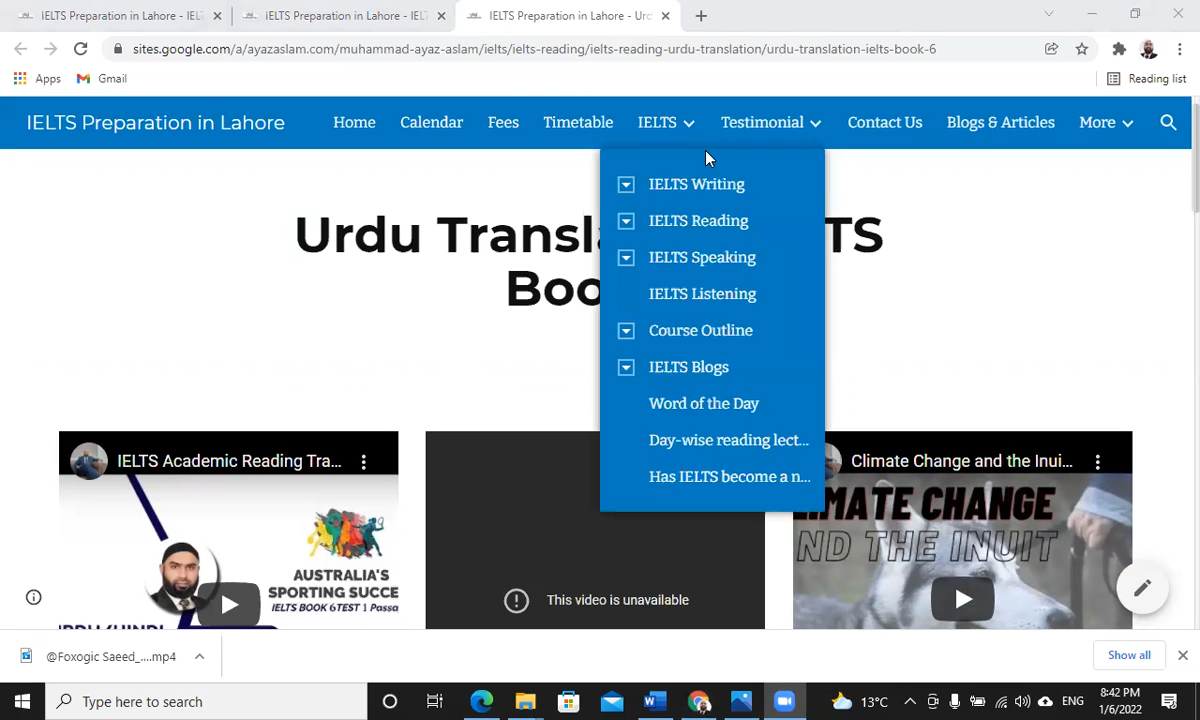 IELTS Preparation in Lahore - IELT
IELTS Preparation in Lahore - IELT
IELTS Preparation in Lahore - Urd
sites.google.com/a/ayazaslam.com/muhammad-ayaz-aslam/ielts/ielts-reading/ielts-reading-urdu-translation/urdu-translation-ielts-book-6
Apps
Gmail
Reading list
IELTS Preparation in Lahore
Home
Calendar
Fees
Timetable
IELTS
Testimonial
Contact Us
Blogs & Articles
More
IELTS Writing
IELTS Reading
IELTS Speaking
IELTS Listening
Course Outline
IELTS Blogs
Word of the Day
Day-wise reading lect...
Has IELTS become a n...
Urdu Transla TS
Boo
IELTS Academic Reading Tra...
AUSTRALIA'S
SPORTING SUCCE
IELTS BOOK 6TEST 1 Passa
This video is unavailable
Climate Change and the Inui...
IMATE CHANGE
ND THE INUIT
@Foxogic Saeed_....mp4
Show all
Type here to search
13°C
ENG
8:42 PM
1/6/2022